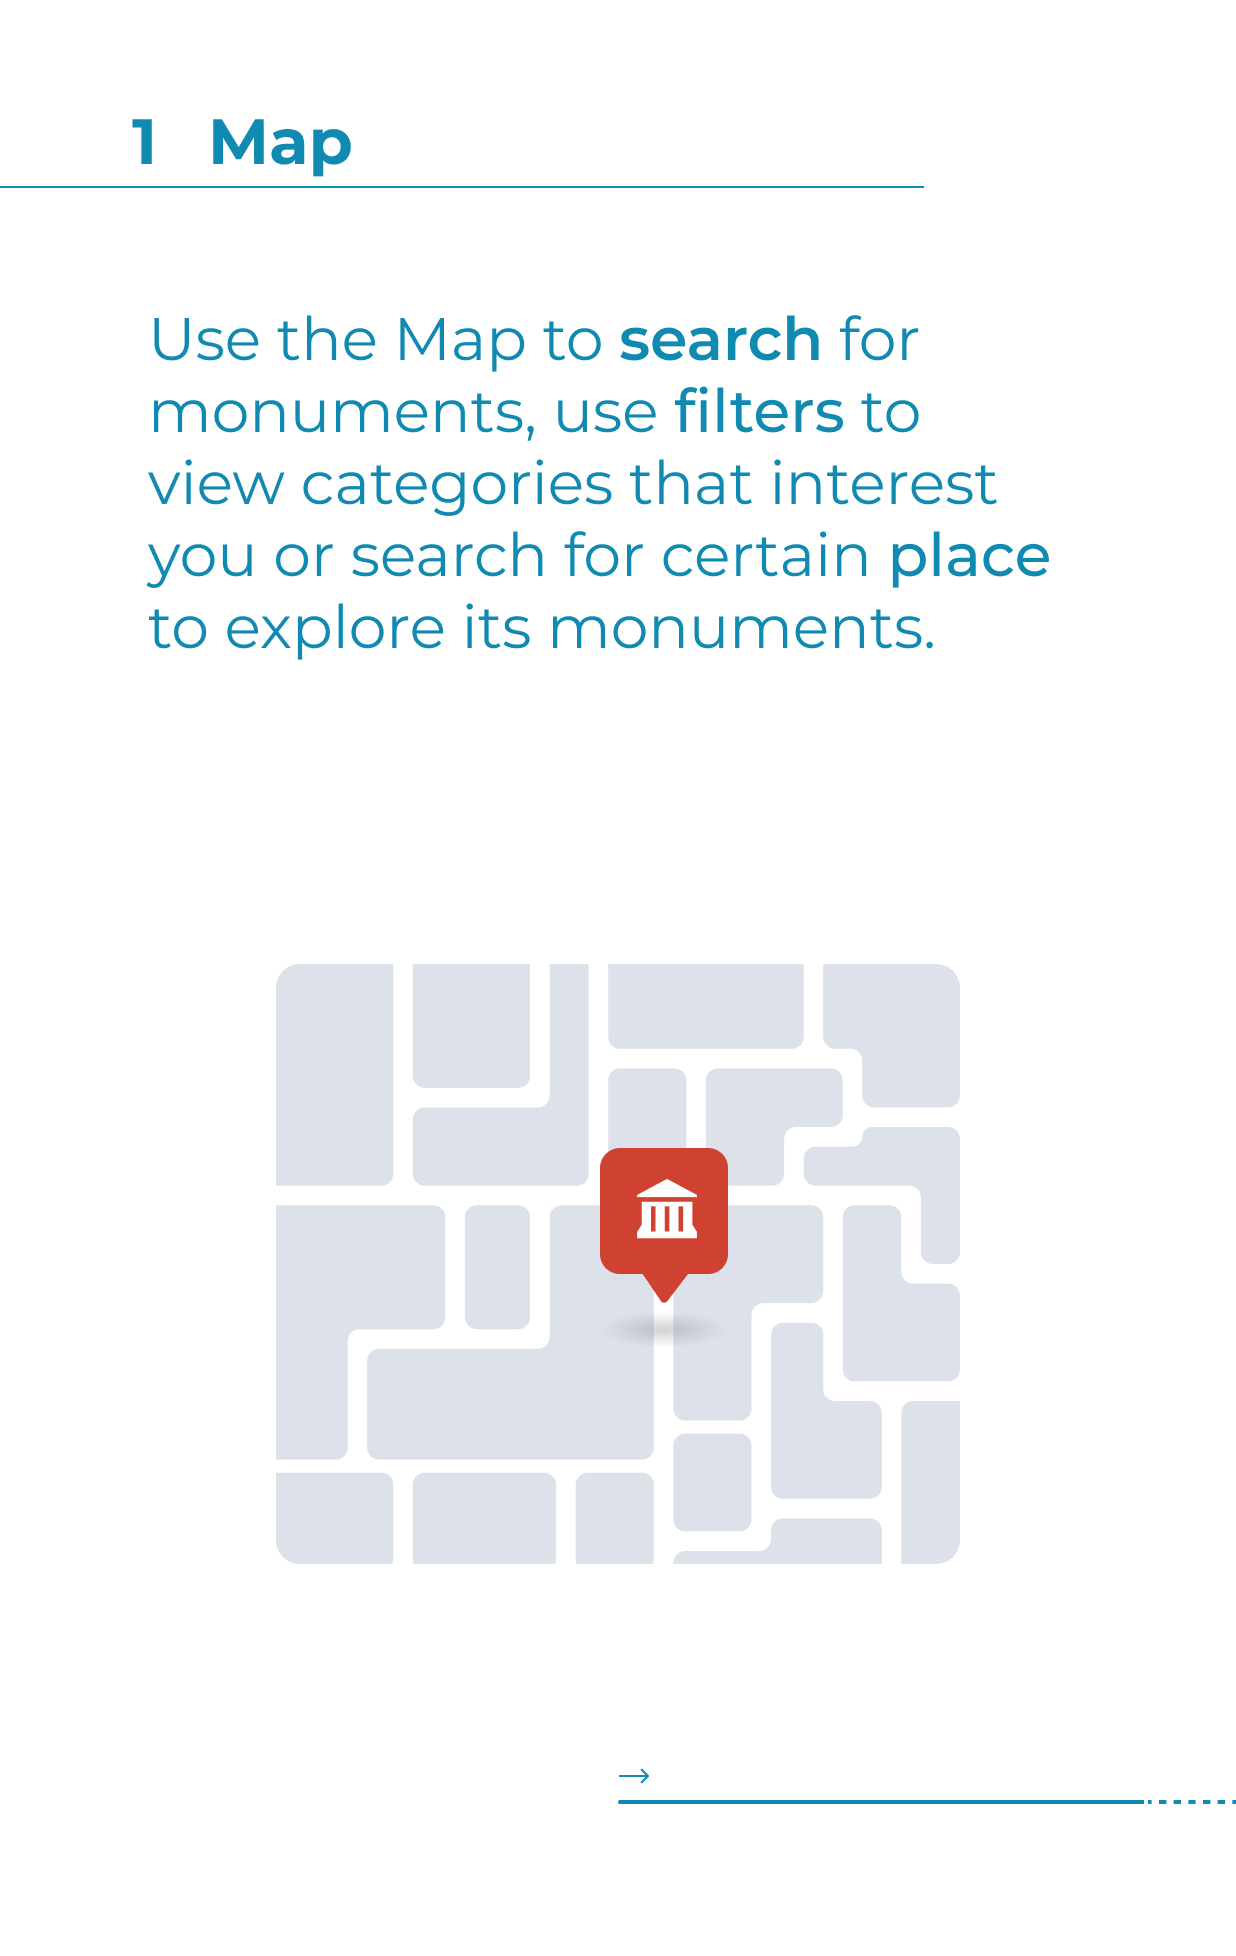 1 Map
Use the Map to search for
monuments, use filters to
view categories that interest
you or search for certain place
to explore its monuments.
→